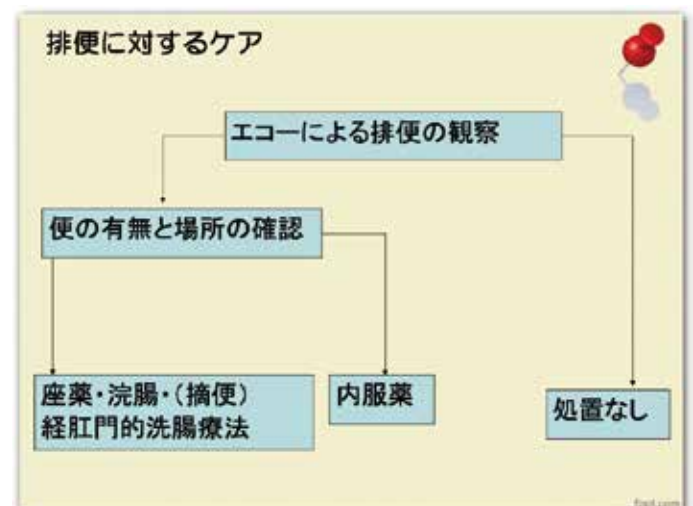 排便に対するケア
エコーによる排便の観察
便の有無と場所の確認
座薬・浣腸・(摘便)
経肛門的洗腸療法
内服薬
処置なし